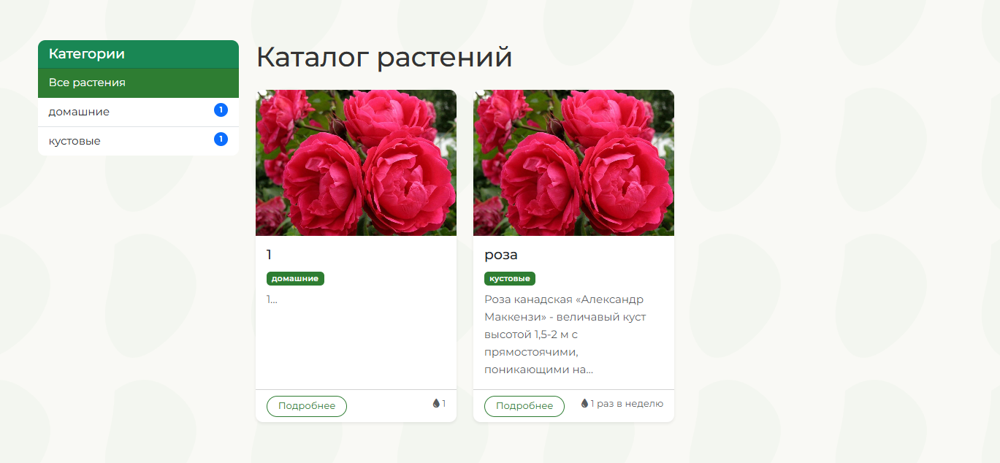 Категории
Все растения
домашние 1
кустовые 1
Каталог растений
1
домашние
1...
Подробнее 1
роза
кустовые
Роза канадская «Александр
Маккензи» - величавый куст
высотой 1,5-2 м с
прямостоячими,
поникающими на...
Подробнее 1 раз в неделю